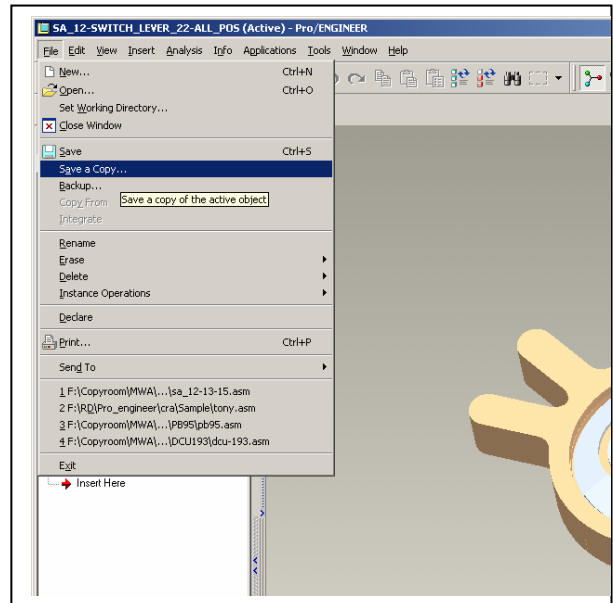 SA_12-SWITCH_LEVER_22-ALL_POS (Active) - Pro/ENGINEER
File Edit View Insert Analysis Info Applications Tools Window Help
New... Ctrl+N
Open... Ctrl+O
Set Working Directory...
Close Window
Save Ctrl+S
Save a Copy...
Backup...
Copy From
Save a copy of the active object
Integrate
Rename
Erase
Delete
Instance Operations
Declare
Print... Ctrl+P
Send To
1 F:\Copyroom\MWA\...\sa_12-13-15.asm
2 F:\RD\Pro_engineer\cra\Sample\tony.asm
3 F:\Copyroom\MWA\...\PB95\pb95.asm
4 F:\Copyroom\MWA\...\DCU193\dcu-193.asm
Exit
Insert Here